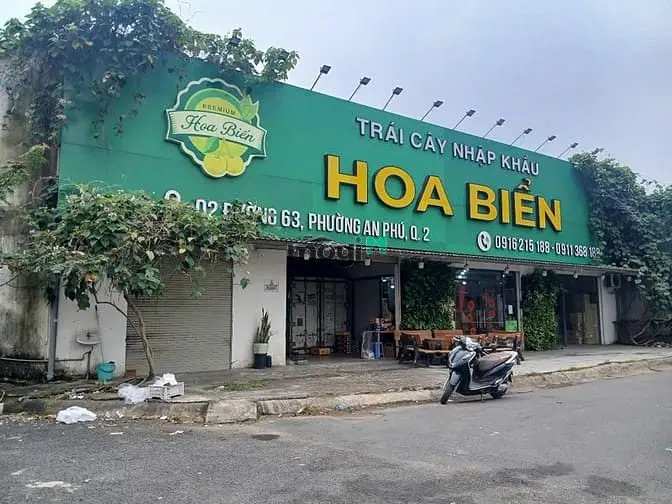 PREMIUM
Hoa Biển
TRÁI CÂY NHẬP KHẨU
HOA BIỂN
02 ĐƯỜNG 63, PHƯỜNG AN PHÚ, Q. 2
0916 215 188 - 0911 368 188